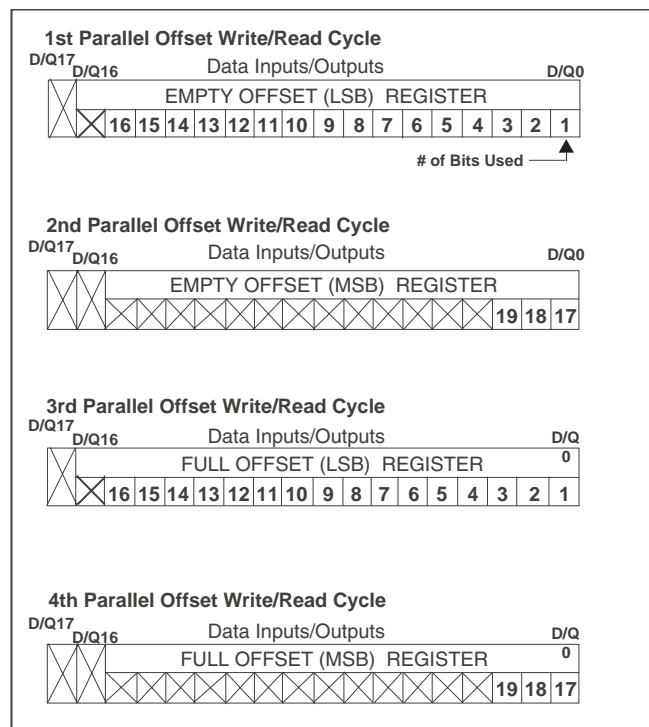 1st Parallel Offset Write/Read Cycle
D/Q17 D/Q16 Data Inputs/Outputs D/Q0
EMPTY OFFSET (LSB) REGISTER
16 15 14 13 12 11 10 9 8 7 6 5 4 3 2 1
# of Bits Used
2nd Parallel Offset Write/Read Cycle
D/Q17 D/Q16 Data Inputs/Outputs D/Q0
EMPTY OFFSET (MSB) REGISTER
19 18 17
3rd Parallel Offset Write/Read Cycle
D/Q17 D/Q16 Data Inputs/Outputs D/Q
0
FULL OFFSET (LSB) REGISTER
16 15 14 13 12 11 10 9 8 7 6 5 4 3 2 1
4th Parallel Offset Write/Read Cycle
D/Q17 D/Q16 Data Inputs/Outputs D/Q
0
FULL OFFSET (MSB) REGISTER
19 18 17